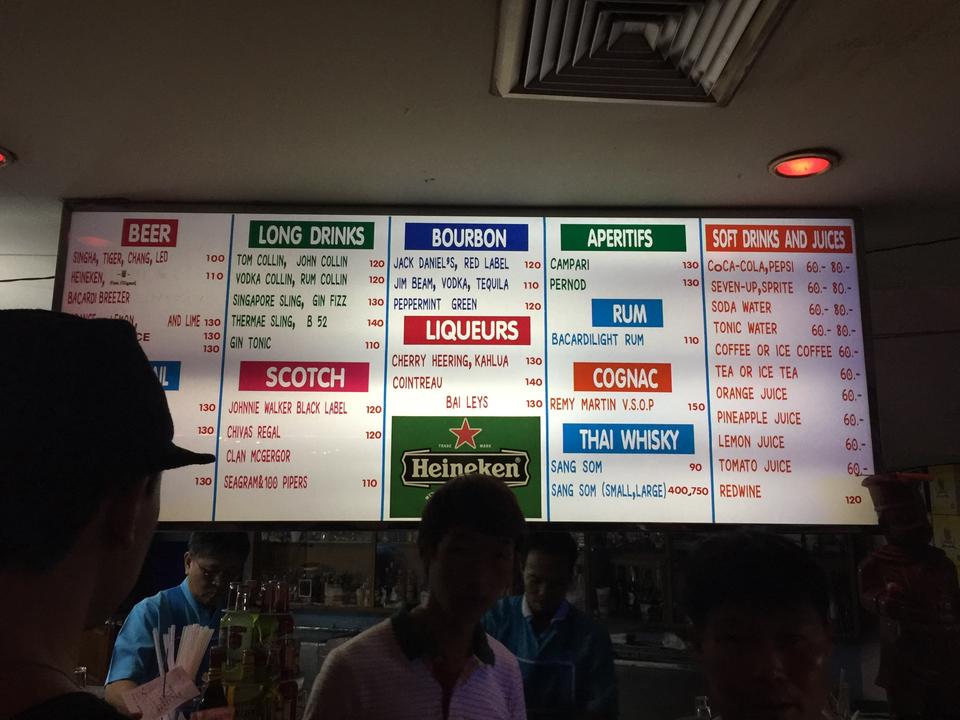 BEER
SINGHA, TIGER, CHANG, LEO 100
HEINEKEN, 110
BACARDI BREEZER
AND LIME 130
130
130
130
130
130
LONG DRINKS
TOM COLLIN, JOHN COLLIN 120
VODKA COLLIN, RUM COLLIN 120
SINGAPORE SLING, GIN FIZZ 130
THERMAE SLING, B 52 140
GIN TONIC 110
SCOTCH
JOHNNIE WALKER BLACK LABEL 120
CHIVAS REGAL 120
CLAN MCGERGOR
SEAGRAM&100 PIPERS 110
BOURBON
JACK DANIEL'S, RED LABEL 120
JIM BEAM, VODKA, TEQUILA 110
PEPPERMINT GREEN 120
LIQUEURS
CHERRY HEERING, KAHLUA 130
COINTREAU 140
BAI LEYS 130
TRADE MARK
Heineken
APERITIFS
CAMPARI 130
PERNOD 130
RUM
BACARDILIGHT RUM 110
COGNAC
REMY MARTIN V.S.O.P 150
THAI WHISKY
SANG SOM 90
SANG SOM (SMALL,LARGE) 400,750
SOFT DRINKS AND JUICES
COCA-COLA,PEPSI 60.- 80.-
SEVEN-UP,SPRITE 60.- 80.-
SODA WATER 60.- 80.-
TONIC WATER 60.- 80.-
COFFEE OR ICE COFFEE 60.-
TEA OR ICE TEA 60.-
ORANGE JUICE 60.-
PINEAPPLE JUICE 60.-
LEMON JUICE 60.-
TOMATO JUICE 60.-
REDWINE 120